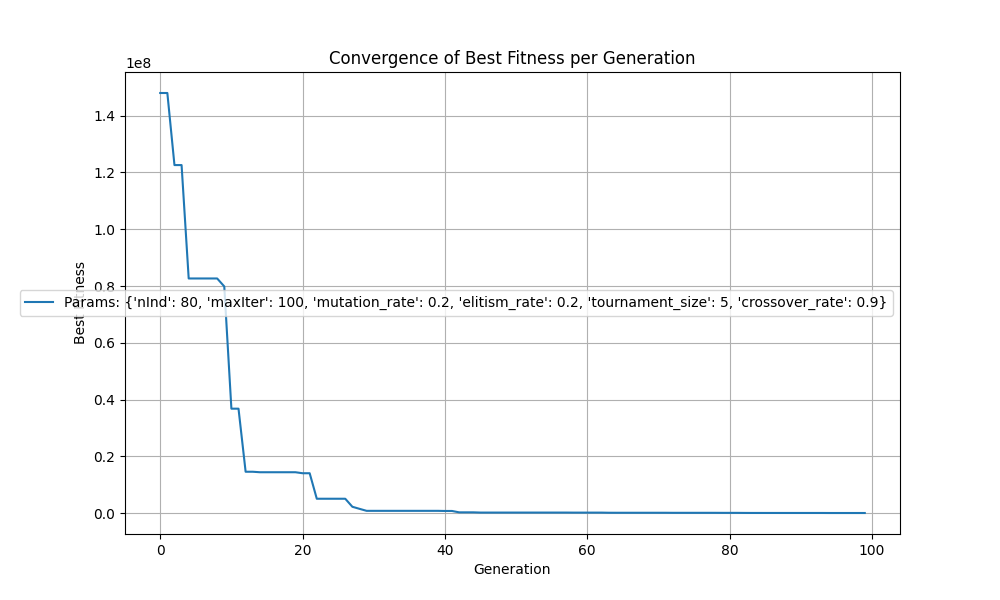 Convergence of Best Fitness per Generation
1e8
1.4
1.2
1.0
0.8
0.6
0.4
0.2
0.0
Best Fitness
Params: {'nInd': 80, 'maxIter': 100, 'mutation_rate': 0.2, 'elitism_rate': 0.2, 'tournament_size': 5, 'crossover_rate': 0.9}
0 20 40 60 80 100
Generation